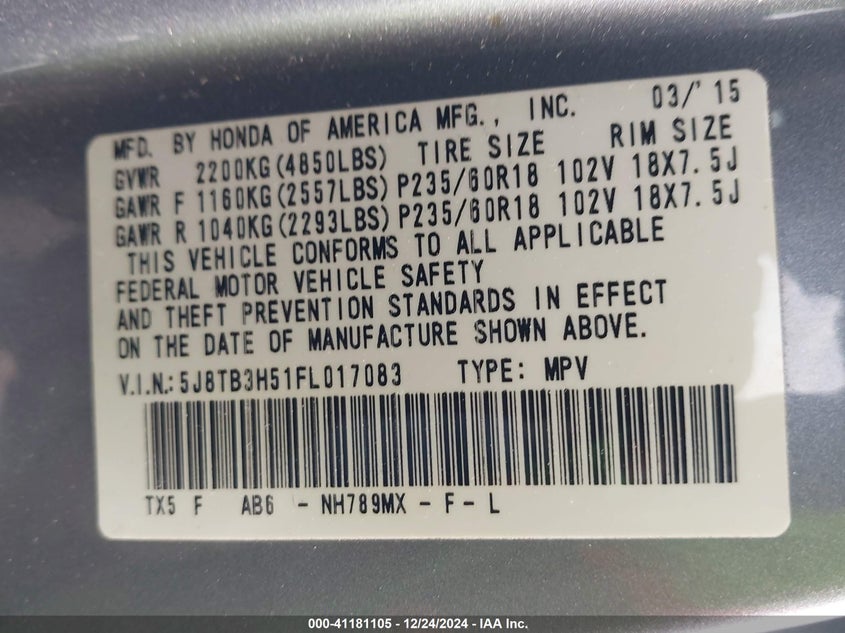 MFD. BY HONDA OF AMERICA MFG., INC. 03/'15
GVWR 2200KG(4850LBS) TIRE SIZE RIM SIZE
GAWR F 1160KG(2557LBS) P235/60R18 102V 18X7.5J
GAWR R 1040KG(2293LBS) P235/60R18 102V 18X7.5J
THIS VEHICLE CONFORMS TO ALL APPLICABLE
FEDERAL MOTOR VEHICLE SAFETY
AND THEFT PREVENTION STANDARDS IN EFFECT
ON THE DATE OF MANUFACTURE SHOWN ABOVE.
V.I.N.: 5J8TB3H51FL017083 TYPE: MPV
TX5 F AB6 - NH789MX - F - L
000-41181105 - 12/24/2024 - IAA Inc.